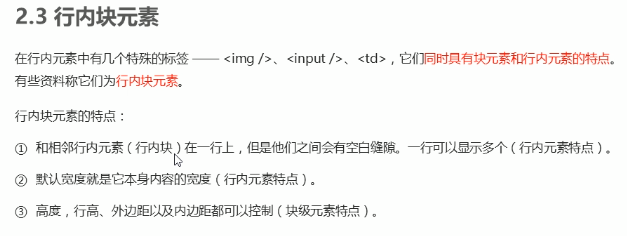 2.3 行内块元素
在行内元素中有几个特殊的标签 —— <img />、<input />、<td>，它们同时具有块元素和行内元素的特点。
有些资料称它们为行内块元素。
行内块元素的特点：
① 和相邻行内元素（行内块）在一行上，但是他们之间会有空白缝隙。一行可以显示多个（行内元素特点）。
② 默认宽度就是它本身内容的宽度（行内元素特点）。
③ 高度，行高、外边距以及内边距都可以控制（块级元素特点）。